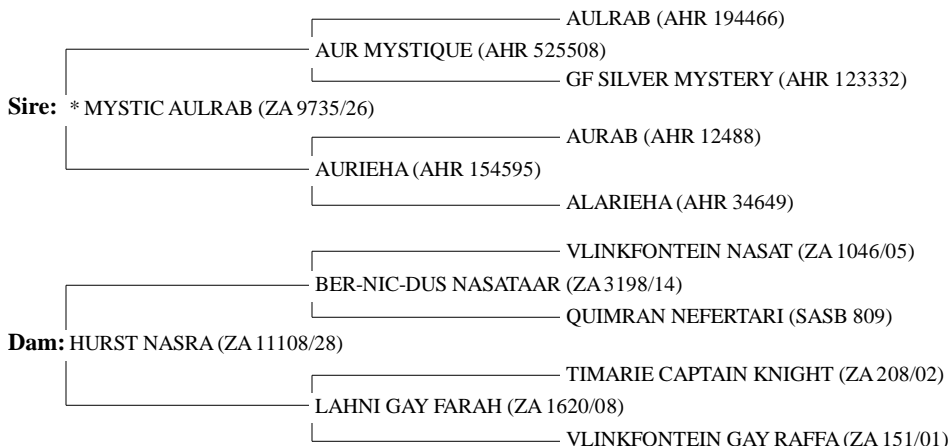 AULRAB (AHR 194466)
AUR MYSTIQUE (AHR 525508)
GF SILVER MYSTERY (AHR 123332)
Sire: * MYSTIC AULRAB (ZA 9735/26)
AURAB (AHR 12488)
AURIEHA (AHR 154595)
ALARIEHA (AHR 34649)
VLINKFONTEIN NASAT (ZA 1046/05)
BER-NIC-DUS NASATAAR (ZA 3198/14)
QUIMRAN NEFERTARI (SASB 809)
Dam: HURST NASRA (ZA 11108/28)
TIMARIE CAPTAIN KNIGHT (ZA 208/02)
LAHNI GAY FARAH (ZA 1620/08)
VLINKFONTEIN GAY RAFFA (ZA 151/01)